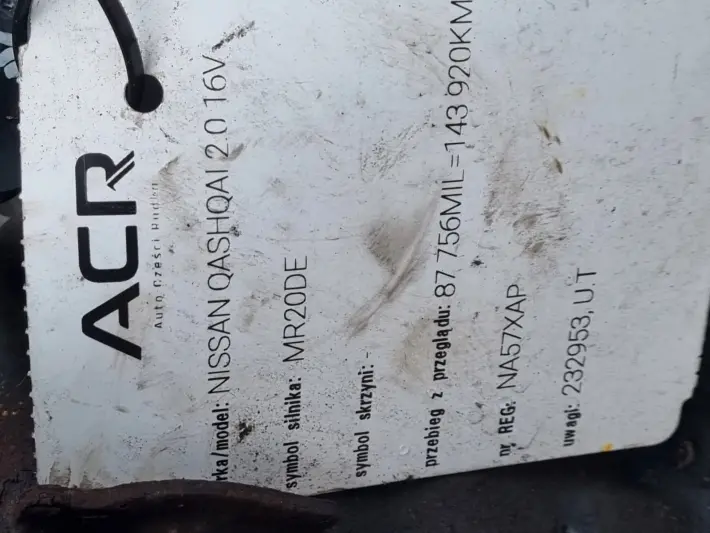 ACR
Auto Części Radlin
rka/model: NISSAN QASHQAI 2.0 16V
symbol silnika: MR20DE
symbol skrzyni: -
przebieg z przeglądu: 87 756MIL=143 920KM
nr REG: NA57XAP
uwagi: 232953, U.T